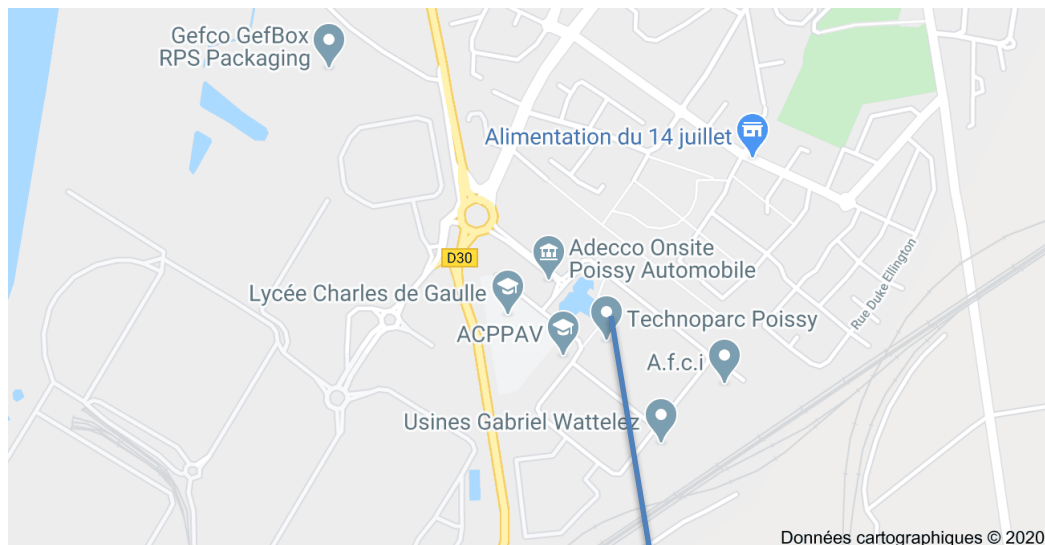 Gefco GefBox
RPS Packaging
Alimentation du 14 juillet
D30
Adecco Onsite
Poissy Automobile
Rue Duke Ellington
Lycée Charles de Gaulle
Technoparc Poissy
ACPPAV
A.f.c.i
Usines Gabriel Wattelez
Données cartographiques © 2020